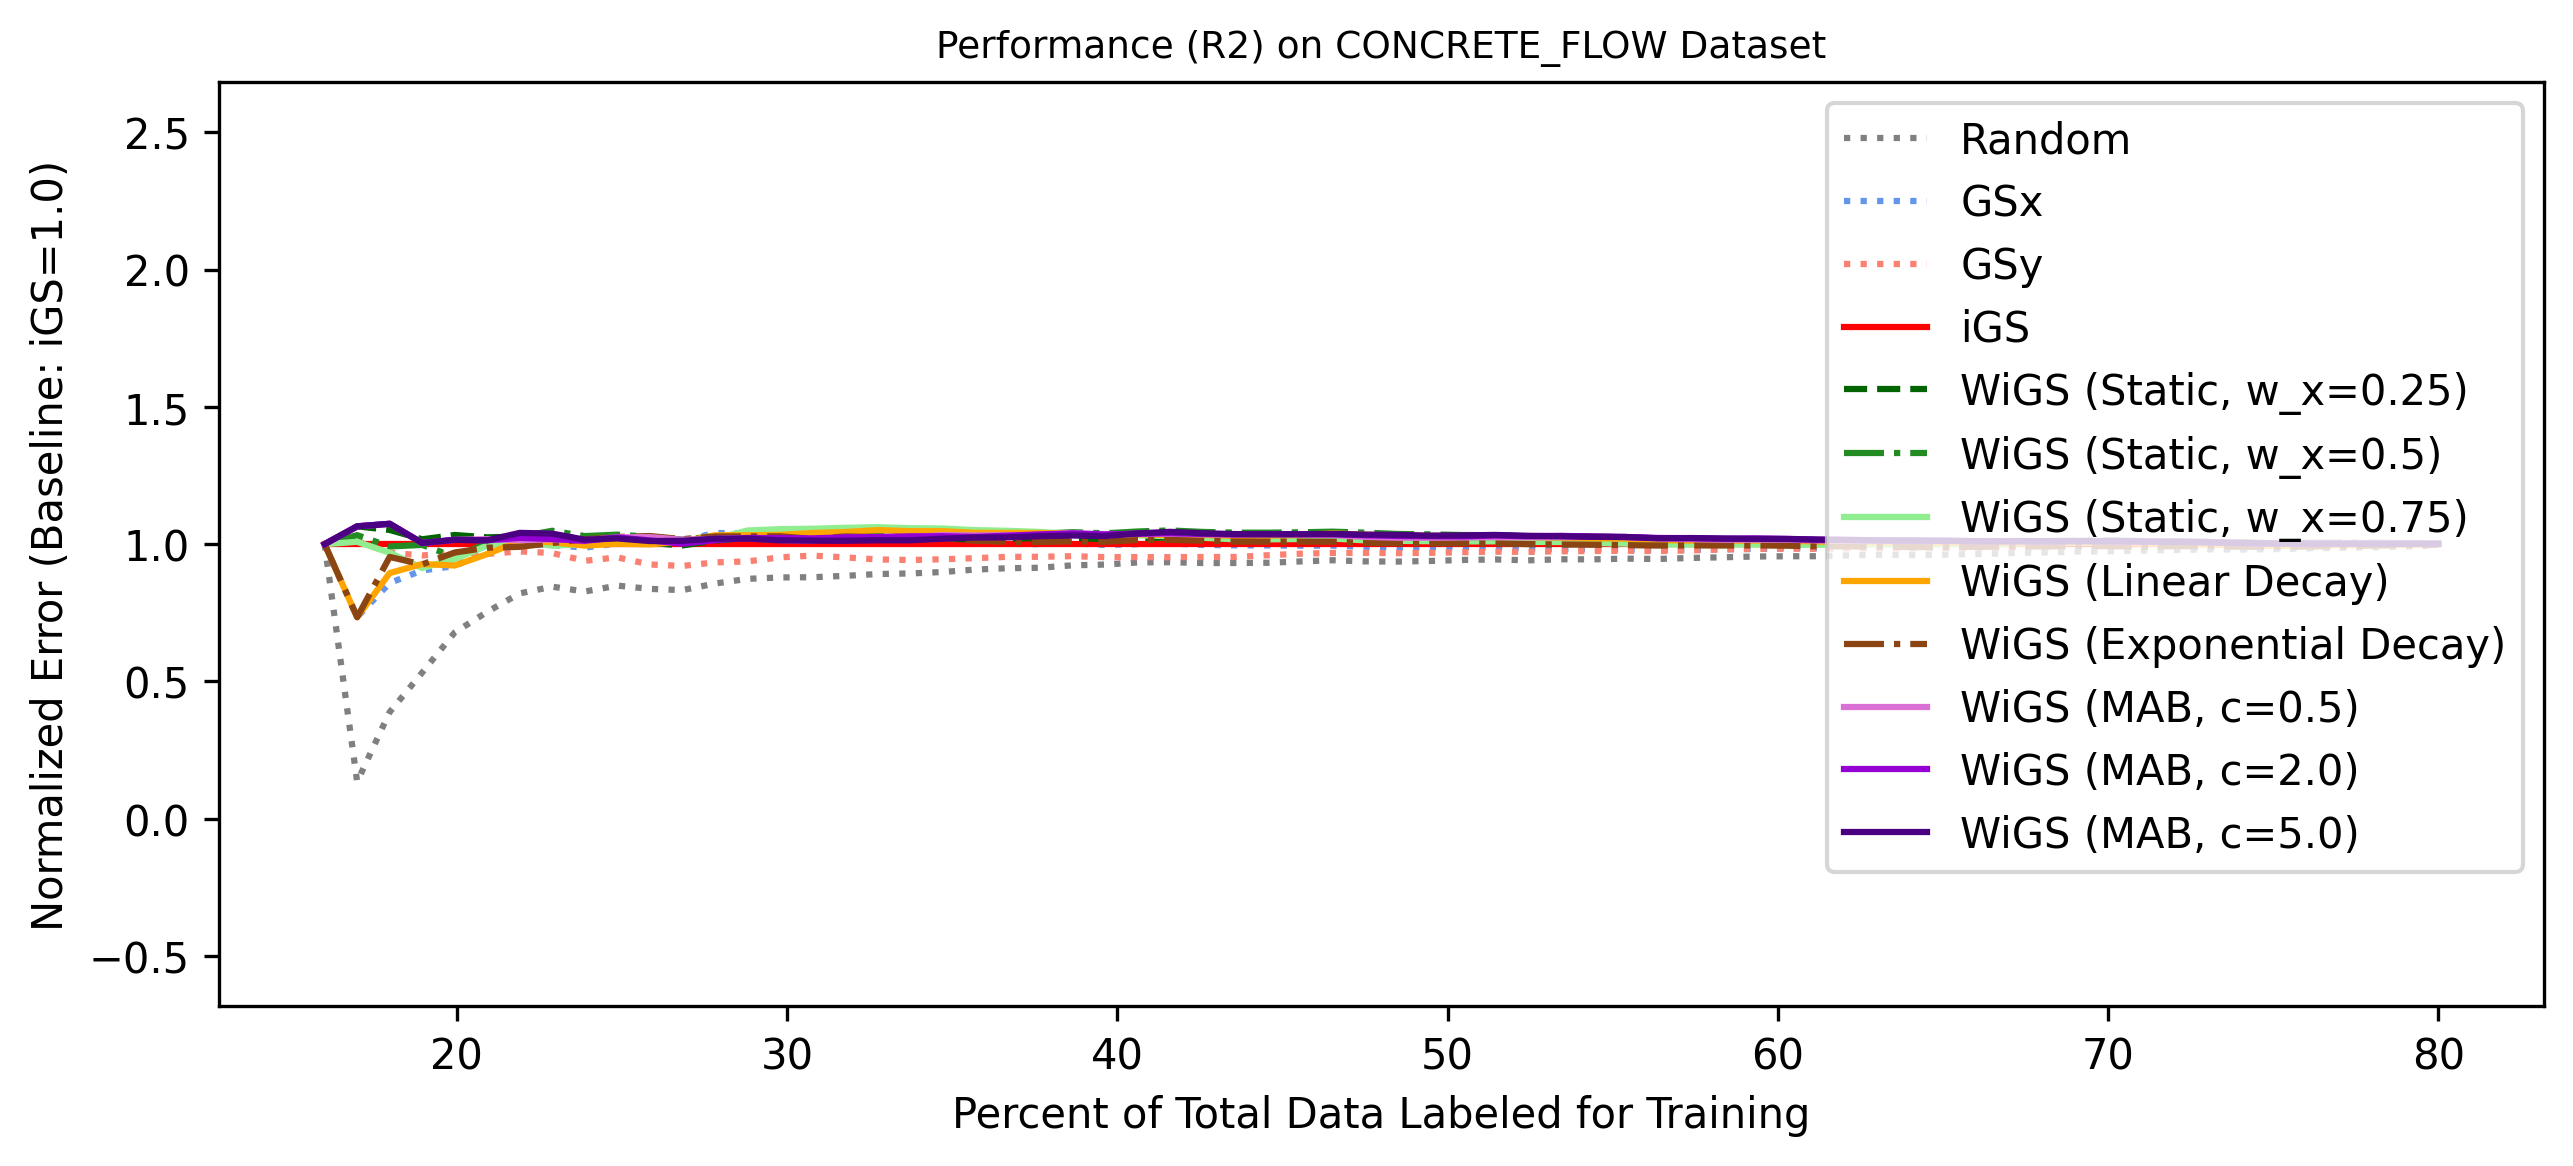 Performance (R2) on CONCRETE_FLOW Dataset
Normalized Error (Baseline: iGS=1.0)
2.5
2.0
1.5
1.0
0.5
0.0
−0.5
Random
GSx
GSy
iGS
WiGS (Static, w_x=0.25)
WiGS (Static, w_x=0.5)
WiGS (Static, w_x=0.75)
WiGS (Linear Decay)
WiGS (Exponential Decay)
WiGS (MAB, c=0.5)
WiGS (MAB, c=2.0)
WiGS (MAB, c=5.0)
20 30 40 50 60 70 80
Percent of Total Data Labeled for Training